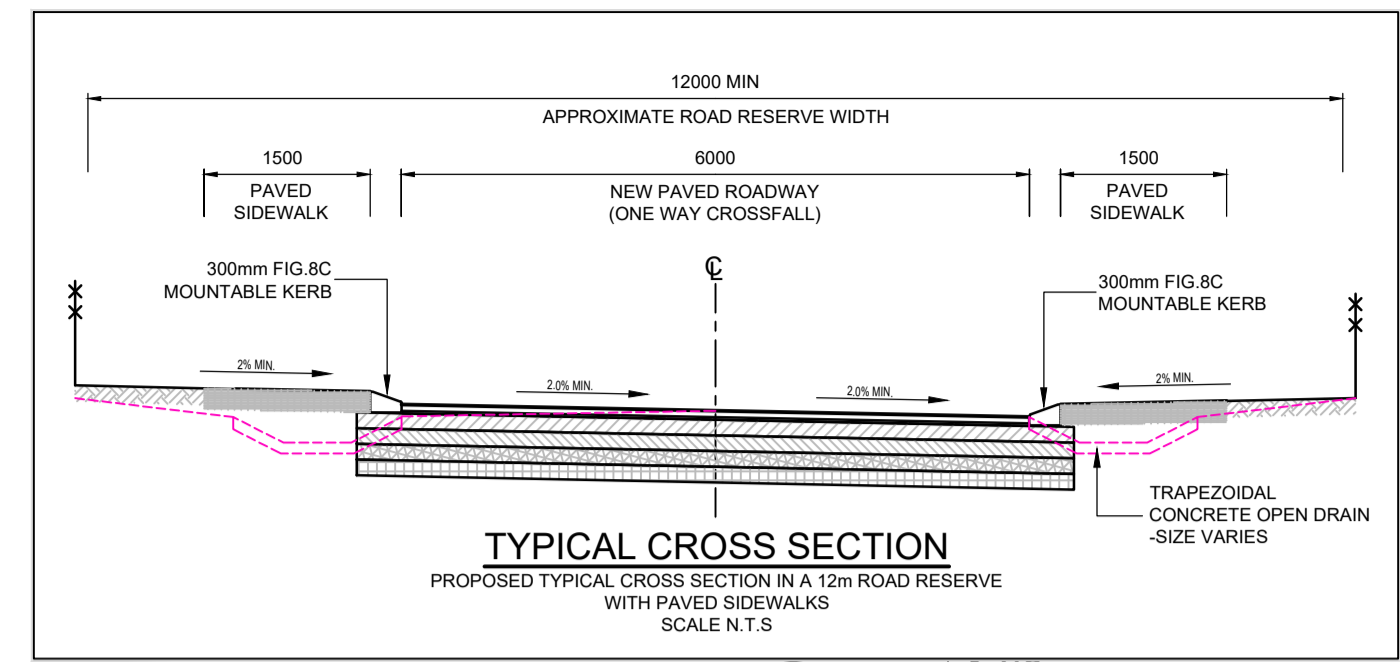 12000 MIN
APPROXIMATE ROAD RESERVE WIDTH
1500
6000
1500
PAVED
SIDEWALK
NEW PAVED ROADWAY
(ONE WAY CROSSFALL)
PAVED
SIDEWALK
300mm FIG.8C
MOUNTABLE KERB
℄
300mm FIG.8C
MOUNTABLE KERB
2% MIN.
2.0% MIN.
2.0% MIN.
2% MIN.
TRAPEZOIDAL
CONCRETE OPEN DRAIN
-SIZE VARIES
TYPICAL CROSS SECTION
PROPOSED TYPICAL CROSS SECTION IN A 12m ROAD RESERVE
WITH PAVED SIDEWALKS
SCALE N.T.S